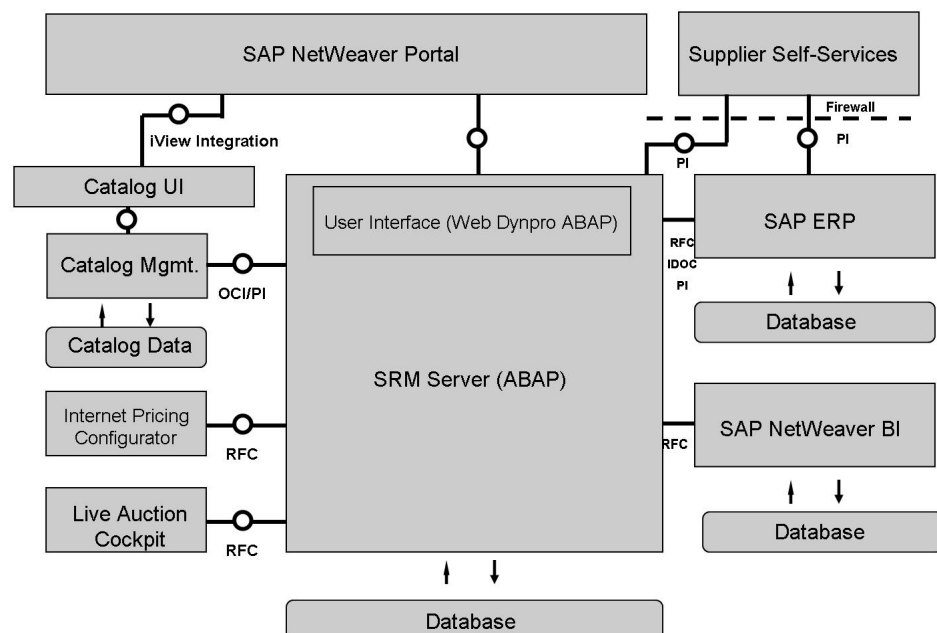 SAP NetWeaver Portal
Supplier Self-Services
Firewall
iView Integration
PI
PI
Catalog UI
User Interface (Web Dynpro ABAP)
SAP ERP
RFC
IDOC
PI
Catalog Mgmt.
OCI/PI
Database
Catalog Data
SRM Server (ABAP)
Internet Pricing
Configurator
RFC
SAP NetWeaver BI
RFC
Live Auction
Cockpit
RFC
Database
Database